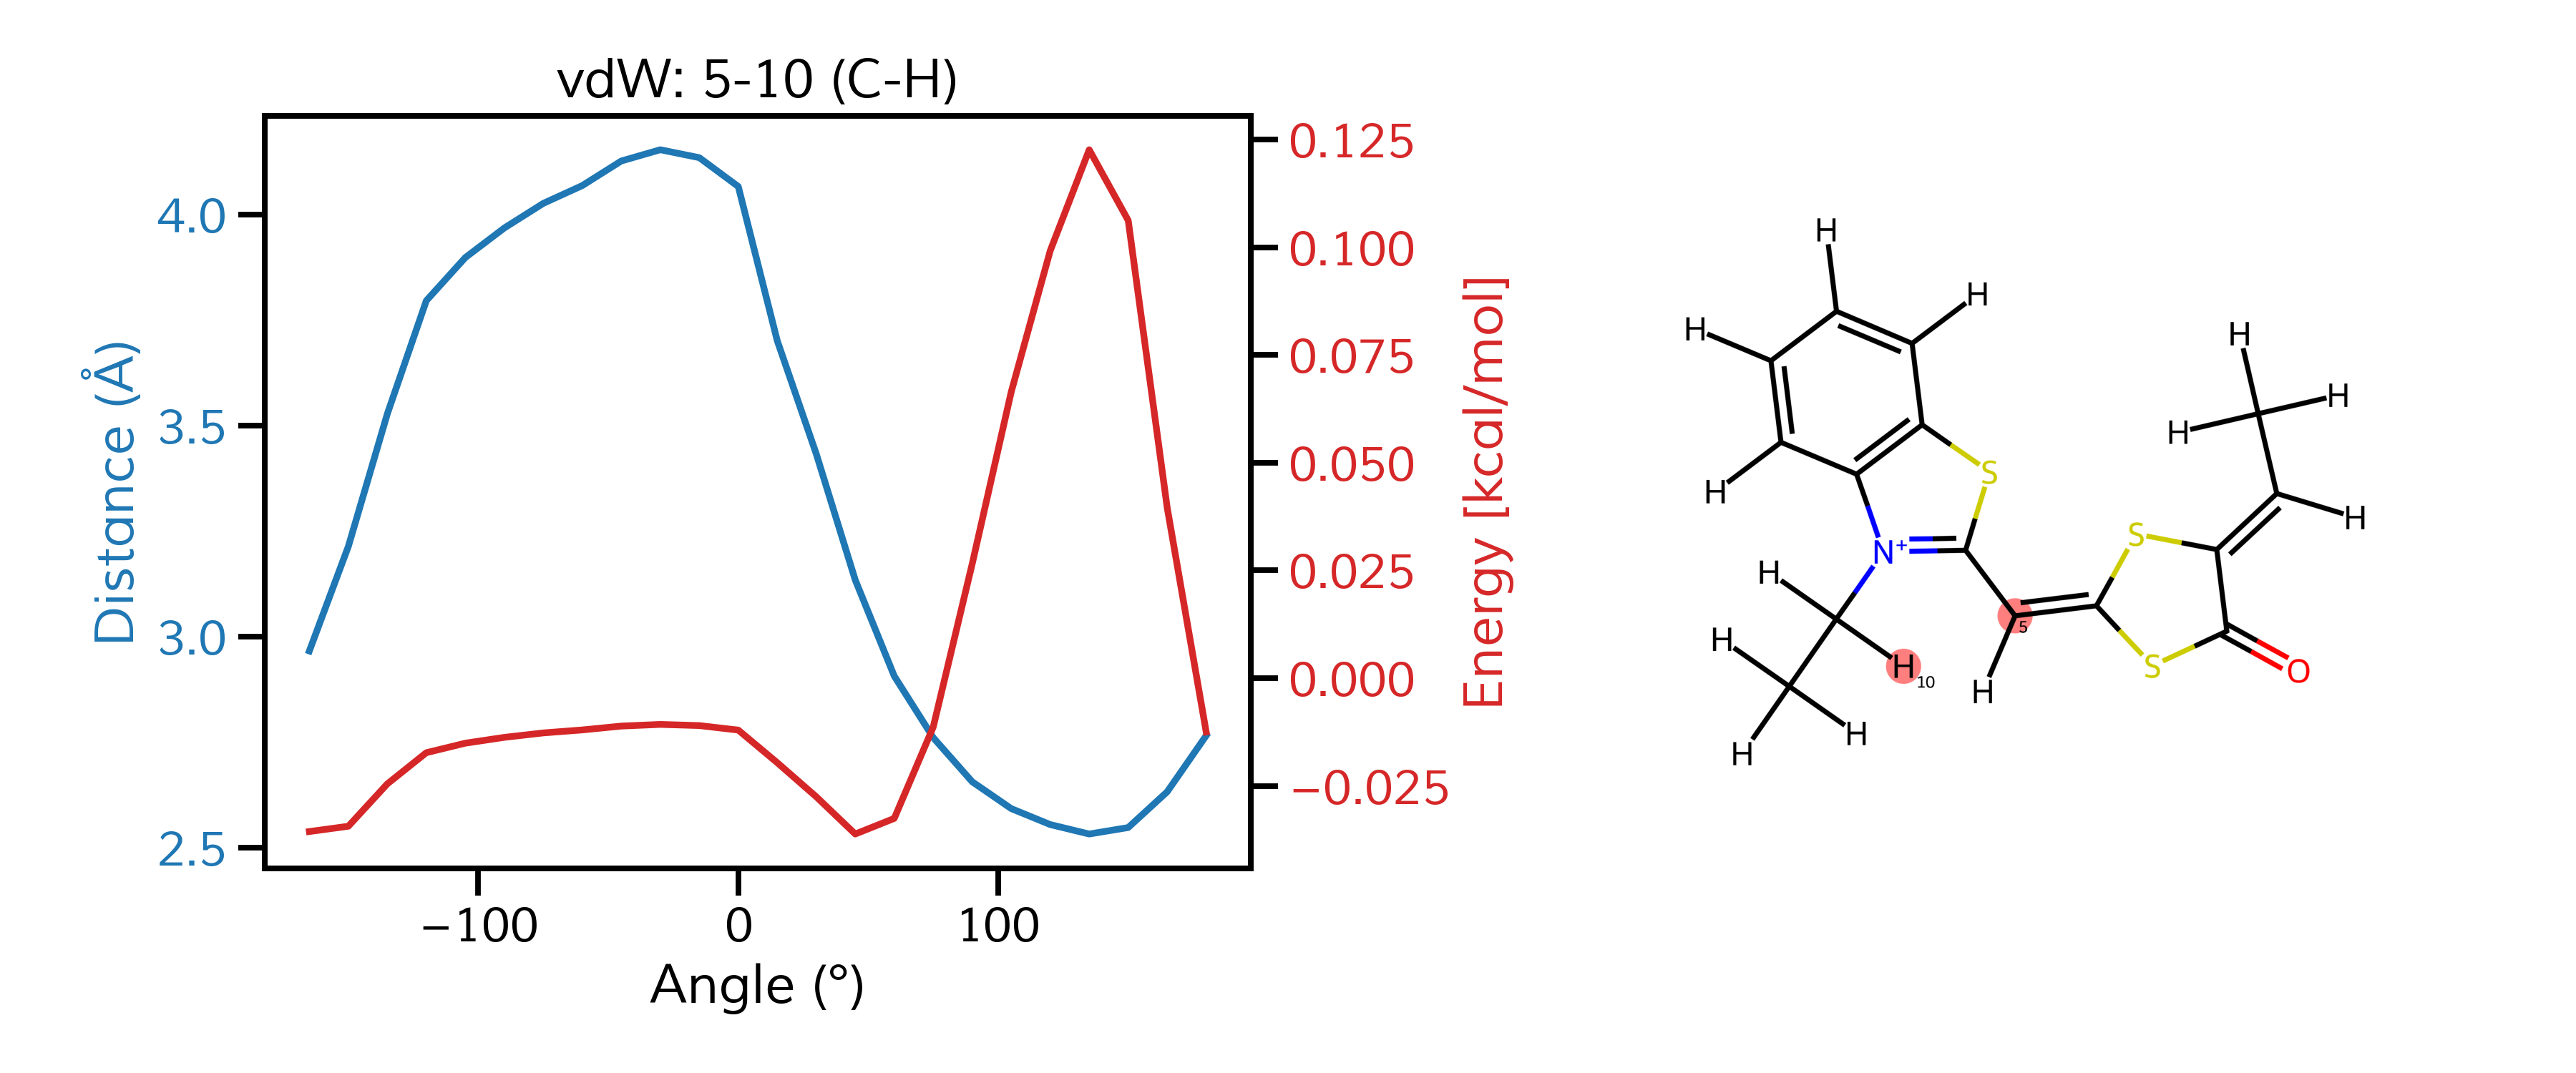 vdW: 5-10 (C-H)
Distance (Å)
4.0
3.5
3.0
2.5
−100
0
100
Angle (°)
0.125
0.100
0.075
0.050
0.025
0.000
−0.025
Energy [kcal/mol]
H
H
H
H
H
H
H
S
H
H
S
N+
H
5
H
H
10
S
O
H
H
H